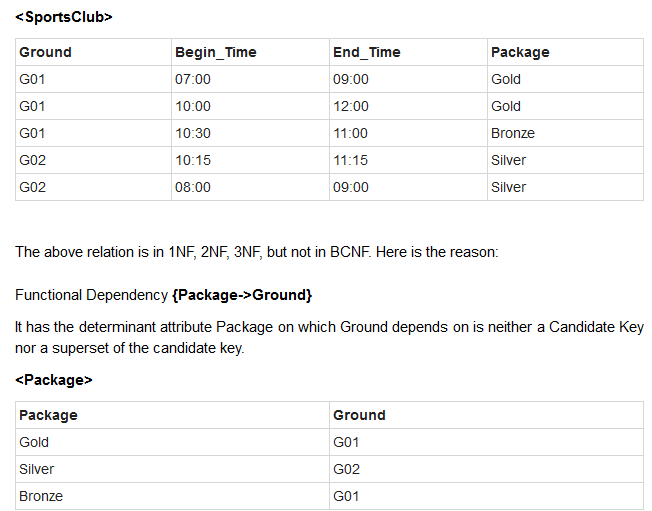 <SportsClub>
Ground Begin_Time End_Time Package
G01 07:00 09:00 Gold
G01 10:00 12:00 Gold
G01 10:30 11:00 Bronze
G02 10:15 11:15 Silver
G02 08:00 09:00 Silver
The above relation is in 1NF, 2NF, 3NF, but not in BCNF. Here is the reason:
Functional Dependency {Package->Ground}
It has the determinant attribute Package on which Ground depends on is neither a Candidate Key
nor a superset of the candidate key.
<Package>
Package Ground
Gold G01
Silver G02
Bronze G01